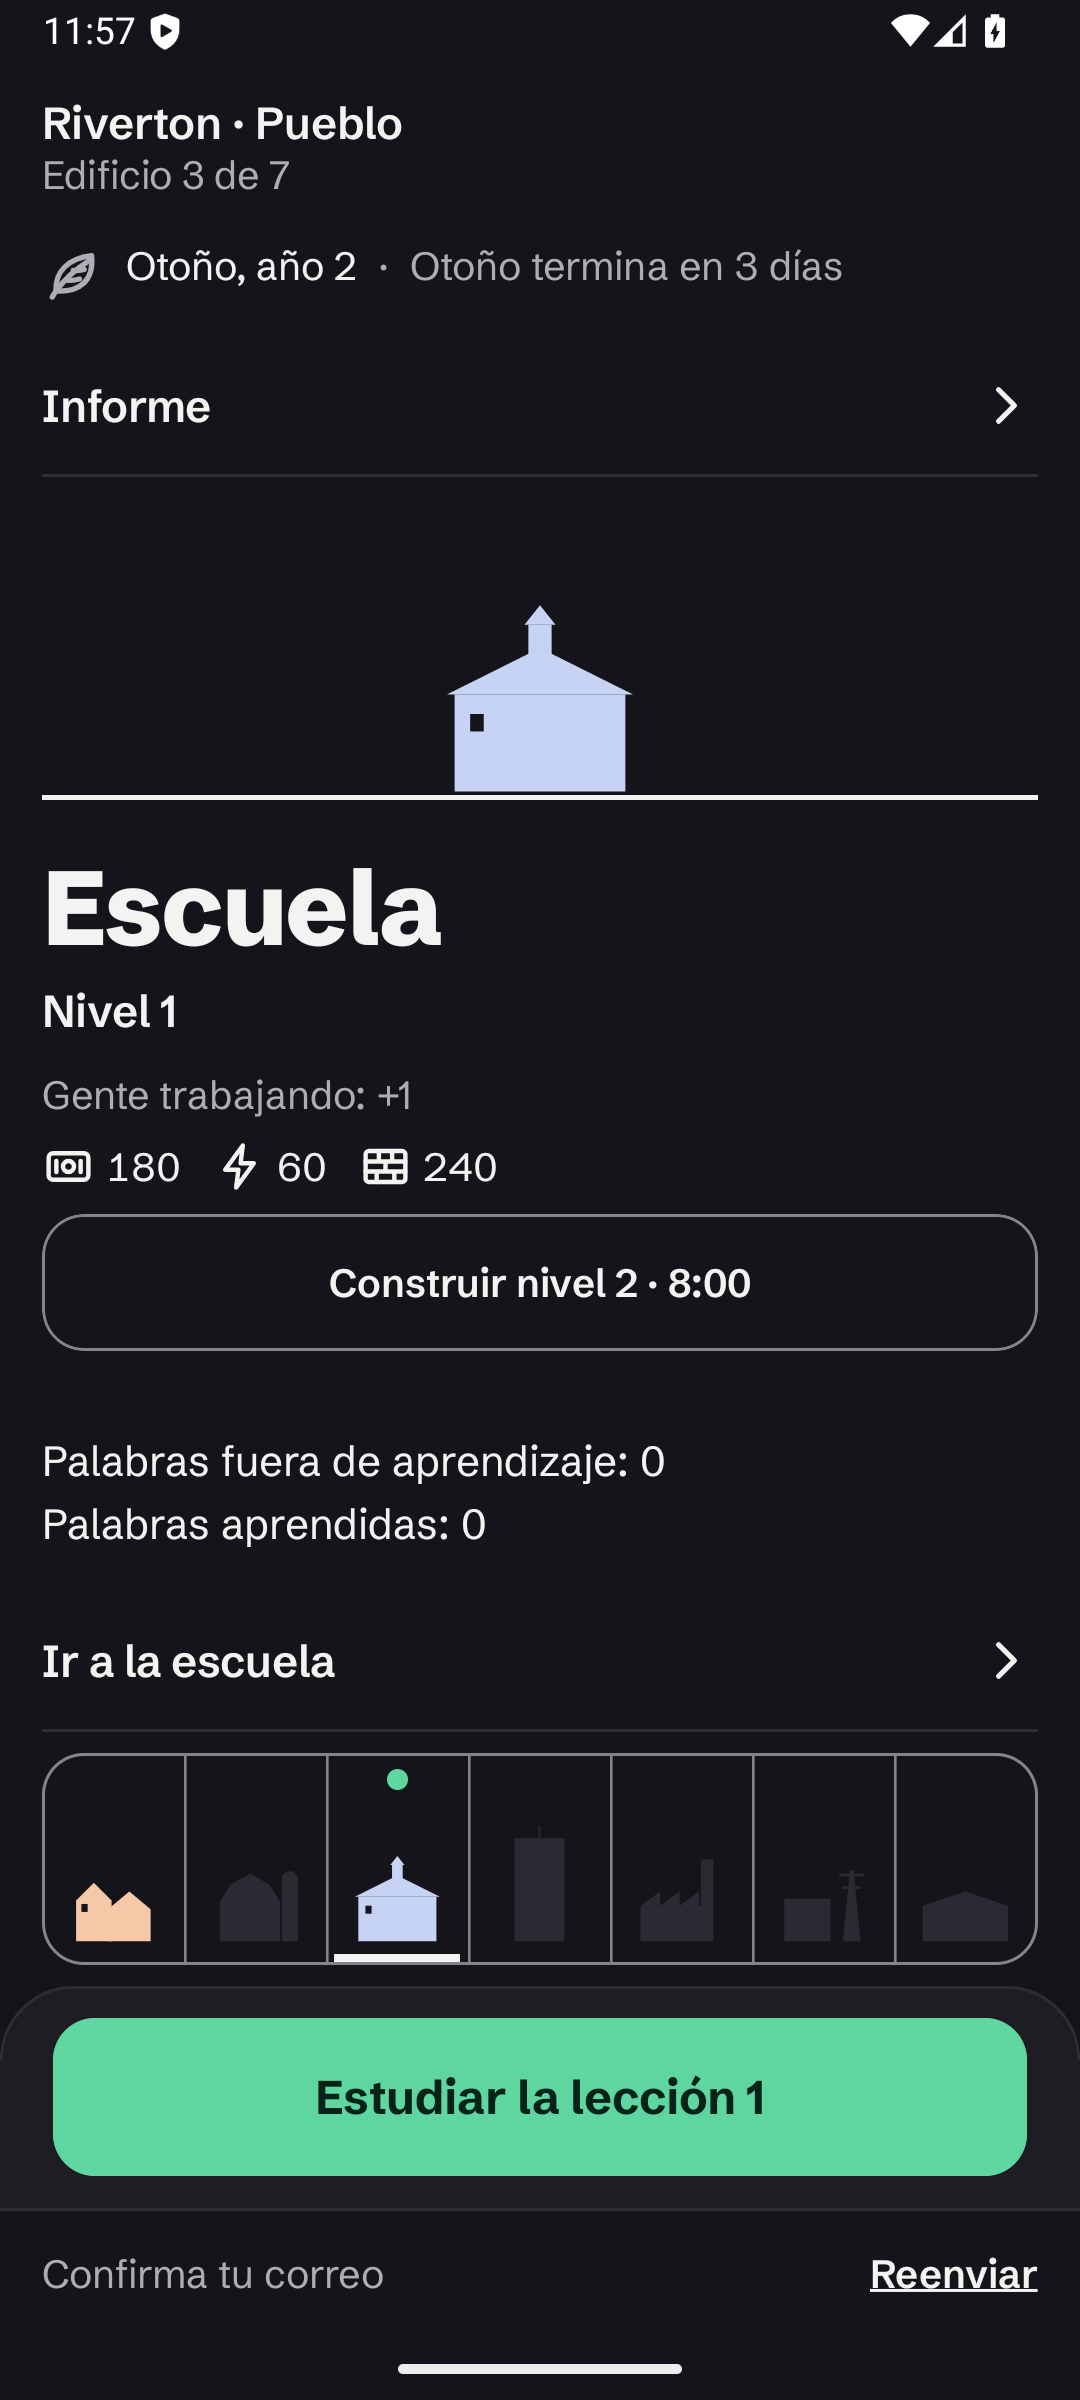 11:57
Riverton · Pueblo
Edificio 3 de 7
Otoño, año 2 · Otoño termina en 3 días
Informe
Escuela
Nivel 1
Gente trabajando: +1
180 60 240
Construir nivel 2 · 8:00
Palabras fuera de aprendizaje: 0
Palabras aprendidas: 0
Ir a la escuela
Estudiar la lección 1
Confirma tu correo Reenviar